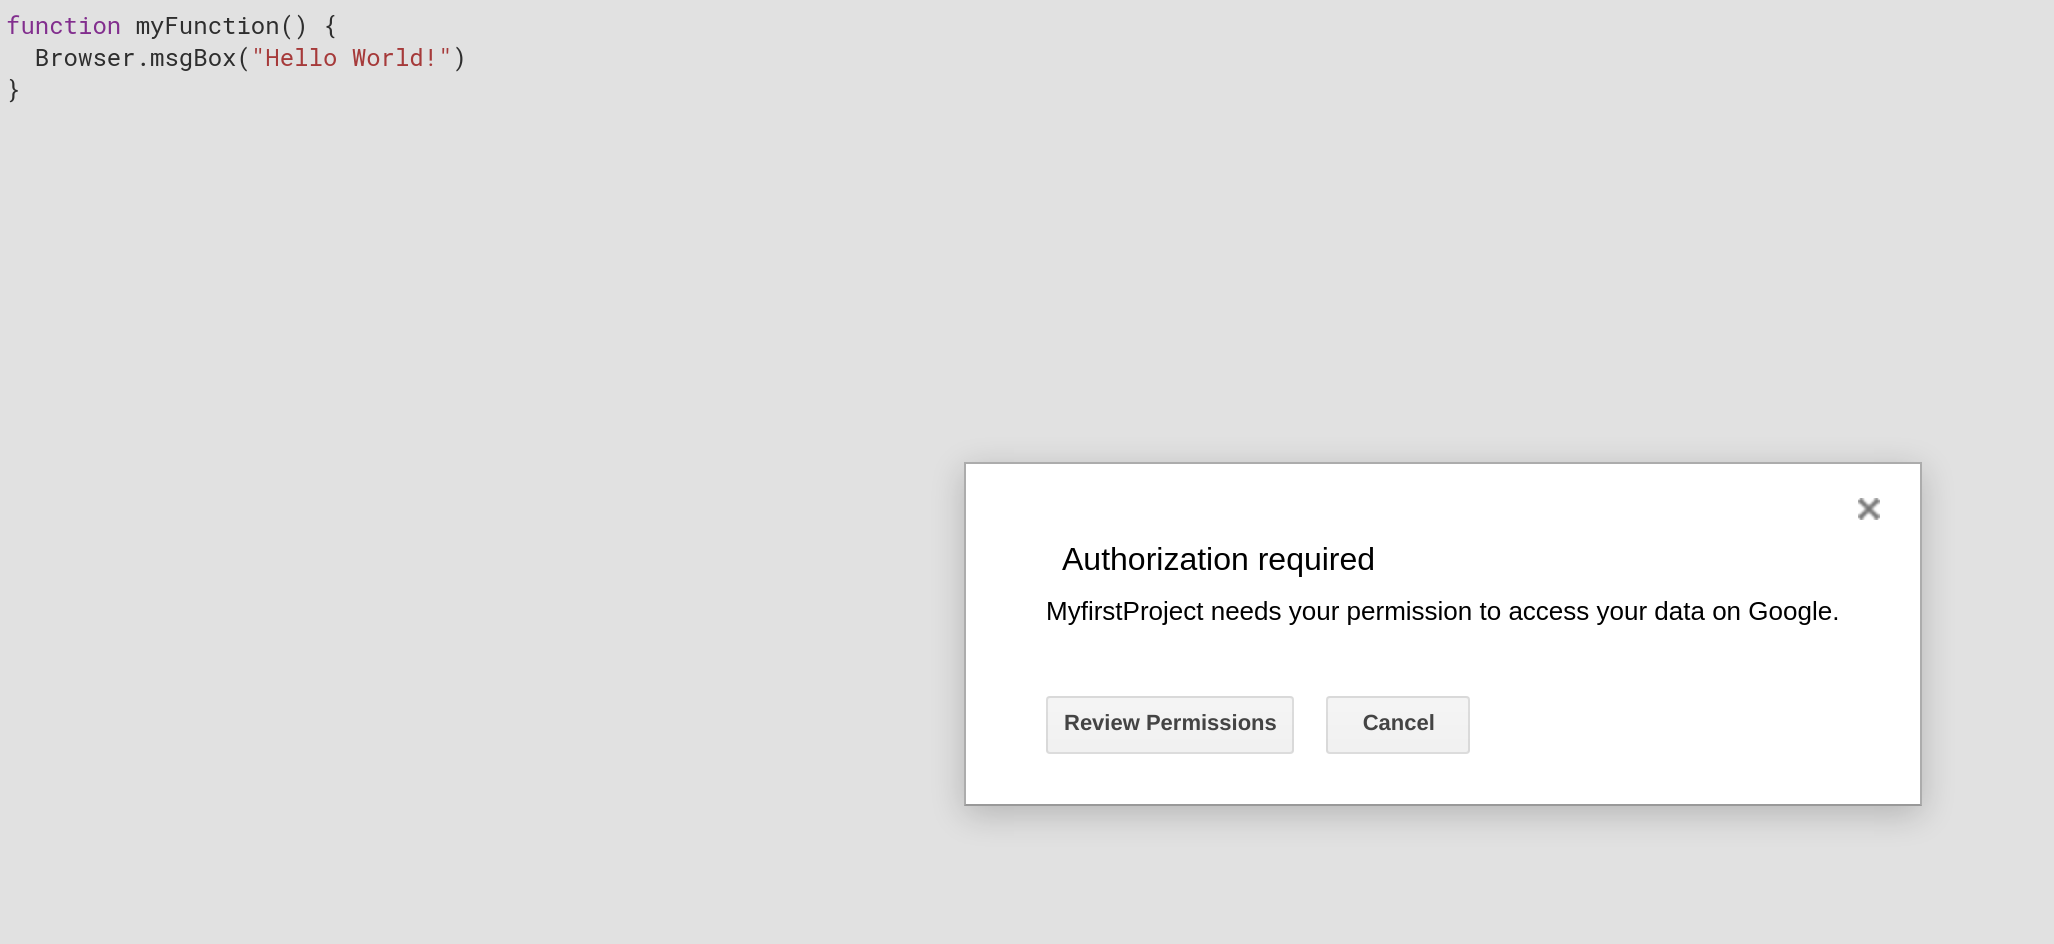 function myFunction() {
  Browser.msgBox("Hello World!")
}
Authorization required
MyfirstProject needs your permission to access your data on Google.
Review Permissions Cancel